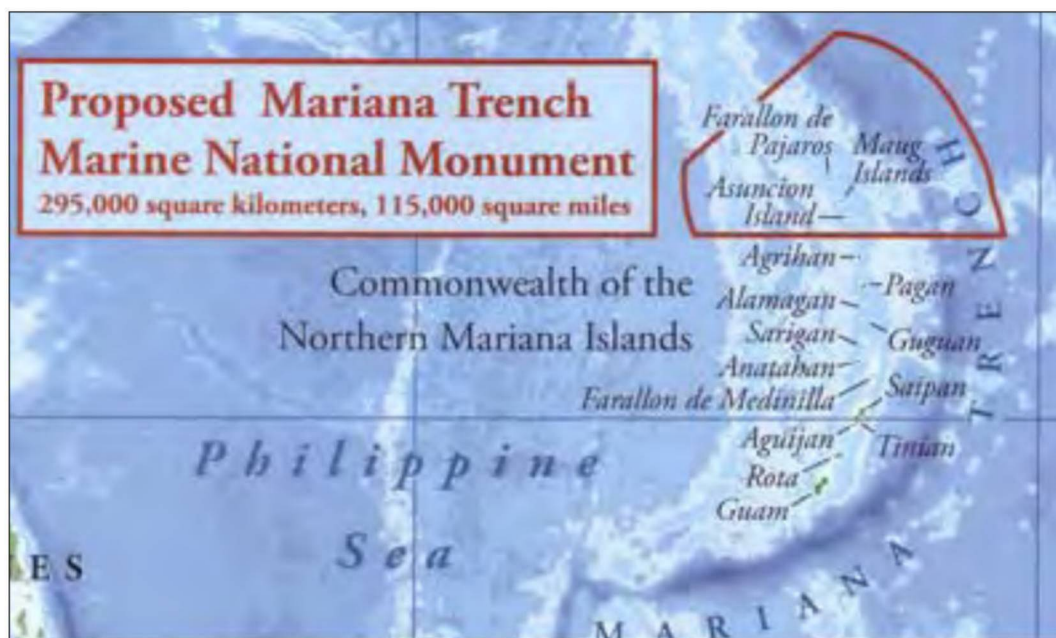 Proposed Mariana Trench
Marine National Monument
295,000 square kilometers, 115,000 square miles
Farallon de
Pajaros
Maug
Islands
Asuncion
Island
Commonwealth of the
Northern Mariana Islands
Agrihan
Pagan
Alamagan
Sarigan
Guguan
Anatahan
Saipan
Farallon de Medinilla
Aguijan
Tinian
Rota
Guam
Philippine
Sea
ES
MARIANA TRENCH